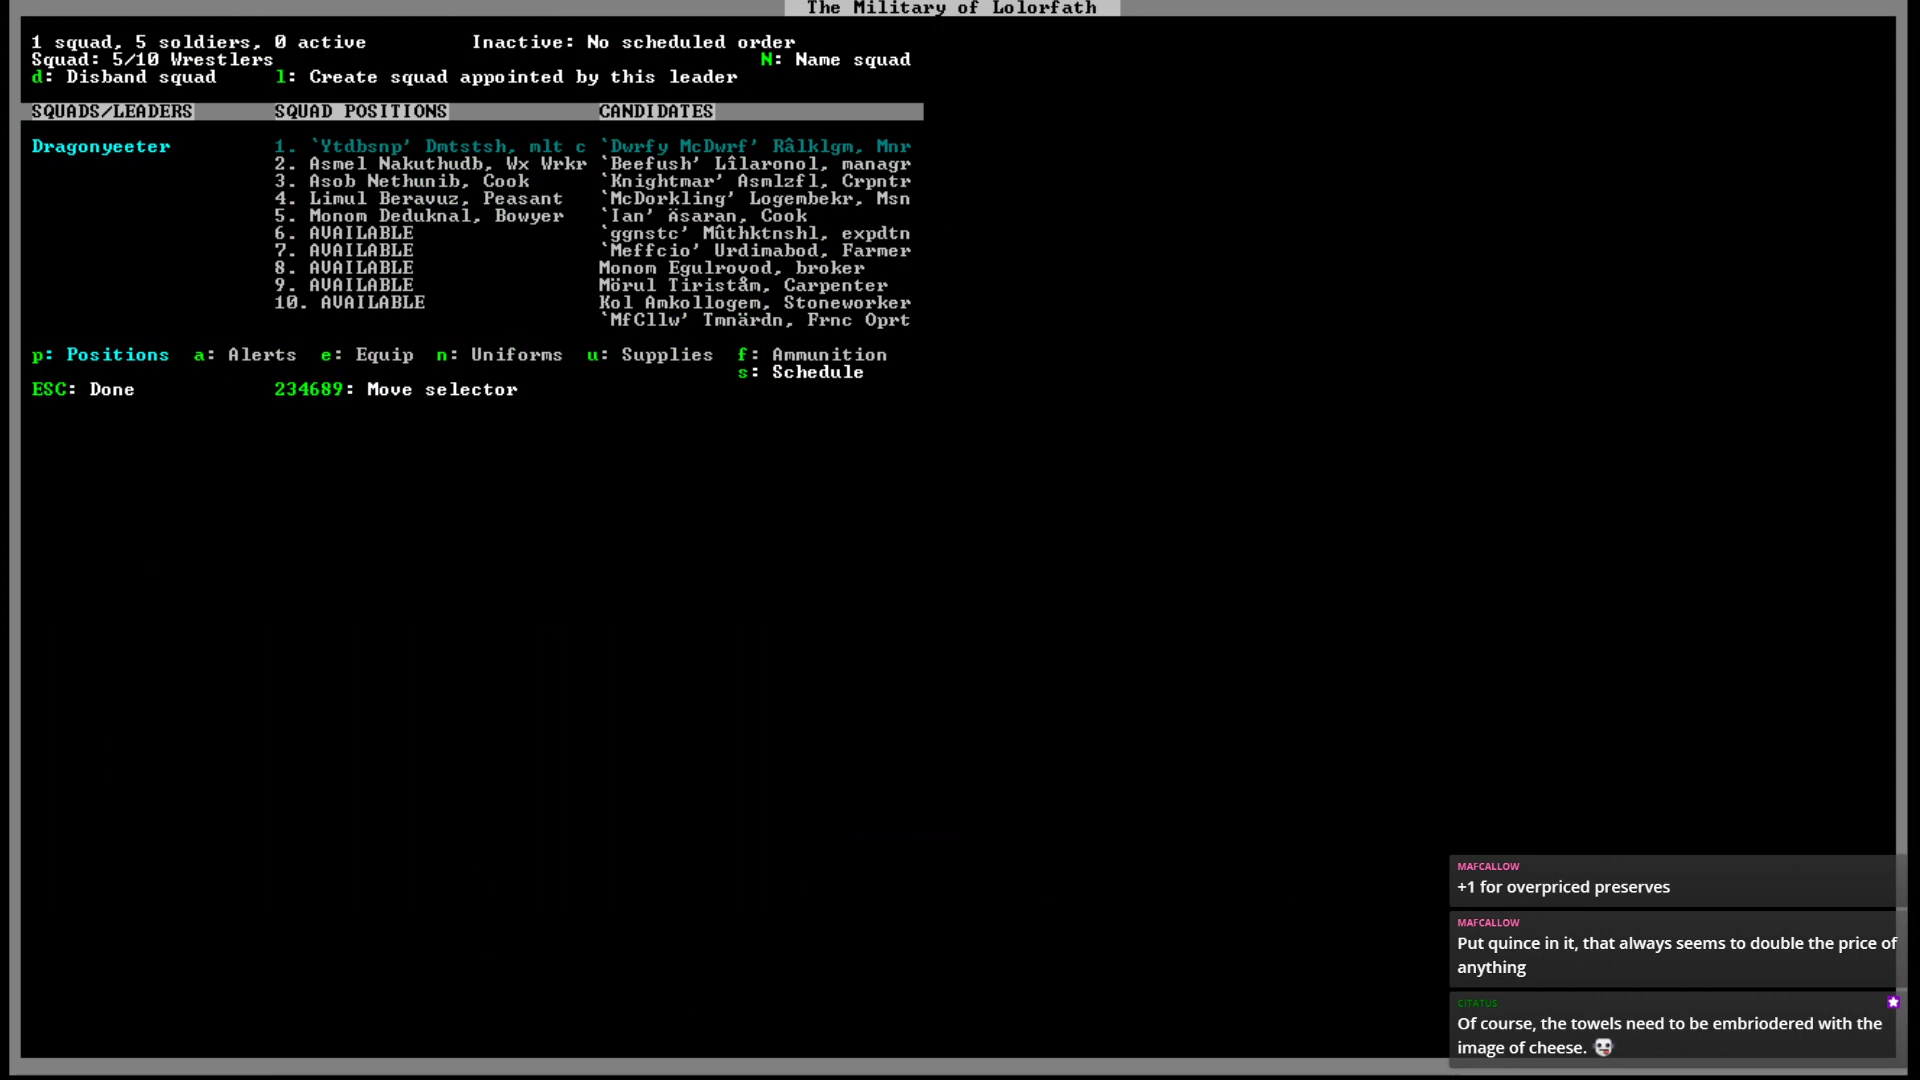 The Military of Lolorfath
1 squad, 5 soldiers, 0 active Inactive: No scheduled order
Squad: 5/10 Wrestlers N: Name squad
d: Disband squad l: Create squad appointed by this leader
SQUADS/LEADERS SQUAD POSITIONS CANDIDATES
Dragonyeeter 1. `Ytdbsnp' Dmtstsh, mlt c `Dwrfy McDwrf' Râlklgm, Mnr
2. Asmel Nakuthudb, Wx Wrkr `Beefush' Lîlaronol, managr
3. Asob Nethunib, Cook `Knightmar' Asmlzfl, Crpntr
4. Limul Beravuz, Peasant `McDorkling' Logembekr, Msn
5. Monom Deduknal, Bowyer `Ian' Äsaran, Cook
6. AVAILABLE `ggnstc' Mûthktnshl, expdtn
7. AVAILABLE `Meffcio' Urdimabod, Farmer
8. AVAILABLE Monom Egulrovod, broker
9. AVAILABLE Mörul Tiriståm, Carpenter
10. AVAILABLE Kol Amkollogem, Stoneworker
`MfCllw' Tmnärdn, Frnc Oprt
p: Positions a: Alerts e: Equip n: Uniforms u: Supplies f: Ammunition
s: Schedule
ESC: Done 234689: Move selector
MAFCALLOW
+1 for overpriced preserves
MAFCALLOW
Put quince in it, that always seems to double the price of
anything
CITATUS
Of course, the towels need to be embriodered with the
image of cheese.